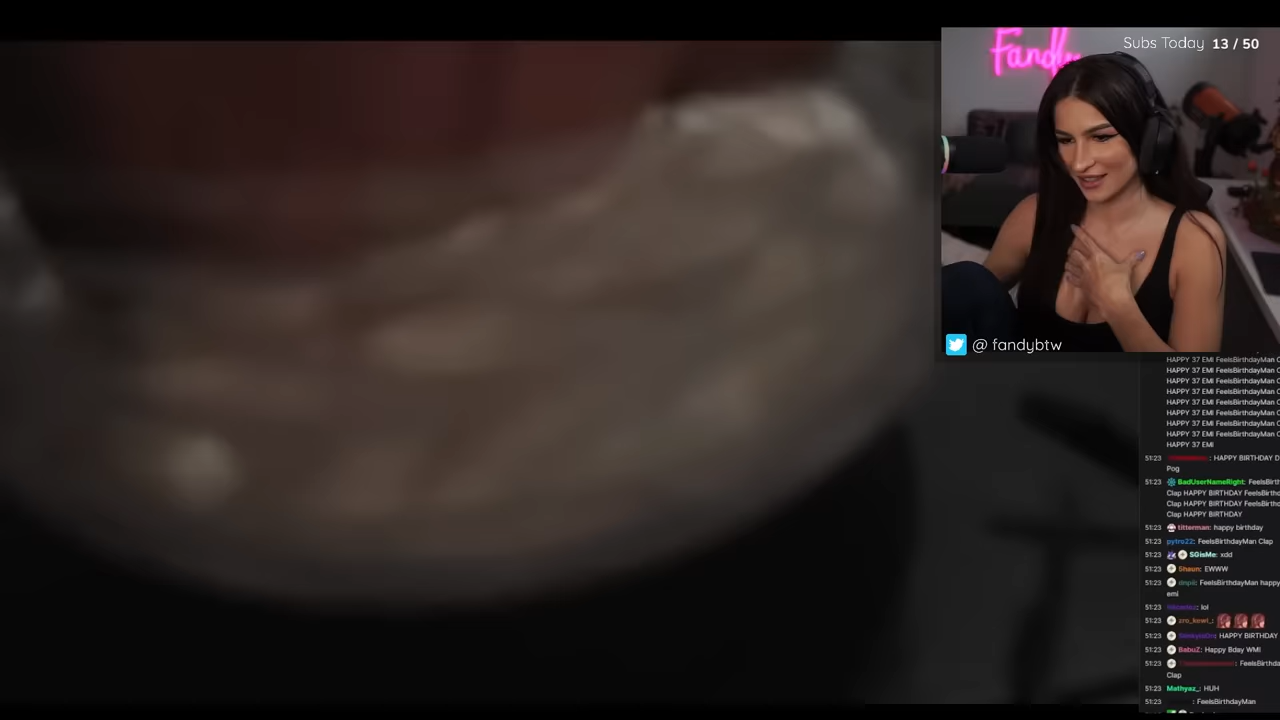 Fandy
Subs Today 13 / 50
@ fandybtw
HAPPY 37 EMI FeelsBirthdayMan
HAPPY 37 EMI FeelsBirthdayMan
HAPPY 37 EMI FeelsBirthdayMan
HAPPY 37 EMI FeelsBirthdayMan
HAPPY 37 EMI FeelsBirthdayMan
HAPPY 37 EMI FeelsBirthdayMan
HAPPY 37 EMI FeelsBirthdayMan
HAPPY 37 EMI FeelsBirthdayMan
HAPPY 37 EMI
51:23 : HAPPY BIRTHDAY
Pog
51:23 BadUserNameRight: FeelsBirth
Clap HAPPY BIRTHDAY FeelsBirth
Clap HAPPY BIRTHDAY FeelsBirth
Clap HAPPY BIRTHDAY
51:23 titterman: happy birthday
51:23 pytro22: FeelsBirthdayMan Clap
51:23 SGisMe: xdd
51:23 Shaun: EWWW
51:23 FeelsBirthdayMan happy
emi
51:23 : lol
51:23 zro_kewl_:
51:23 : HAPPY BIRTHDAY
51:23 BabuZ: Happy Bday WMI
51:23 : FeelsBirthda
Clap
51:23 Mathyaz_: HUH
51:23 : FeelsBirthdayMan